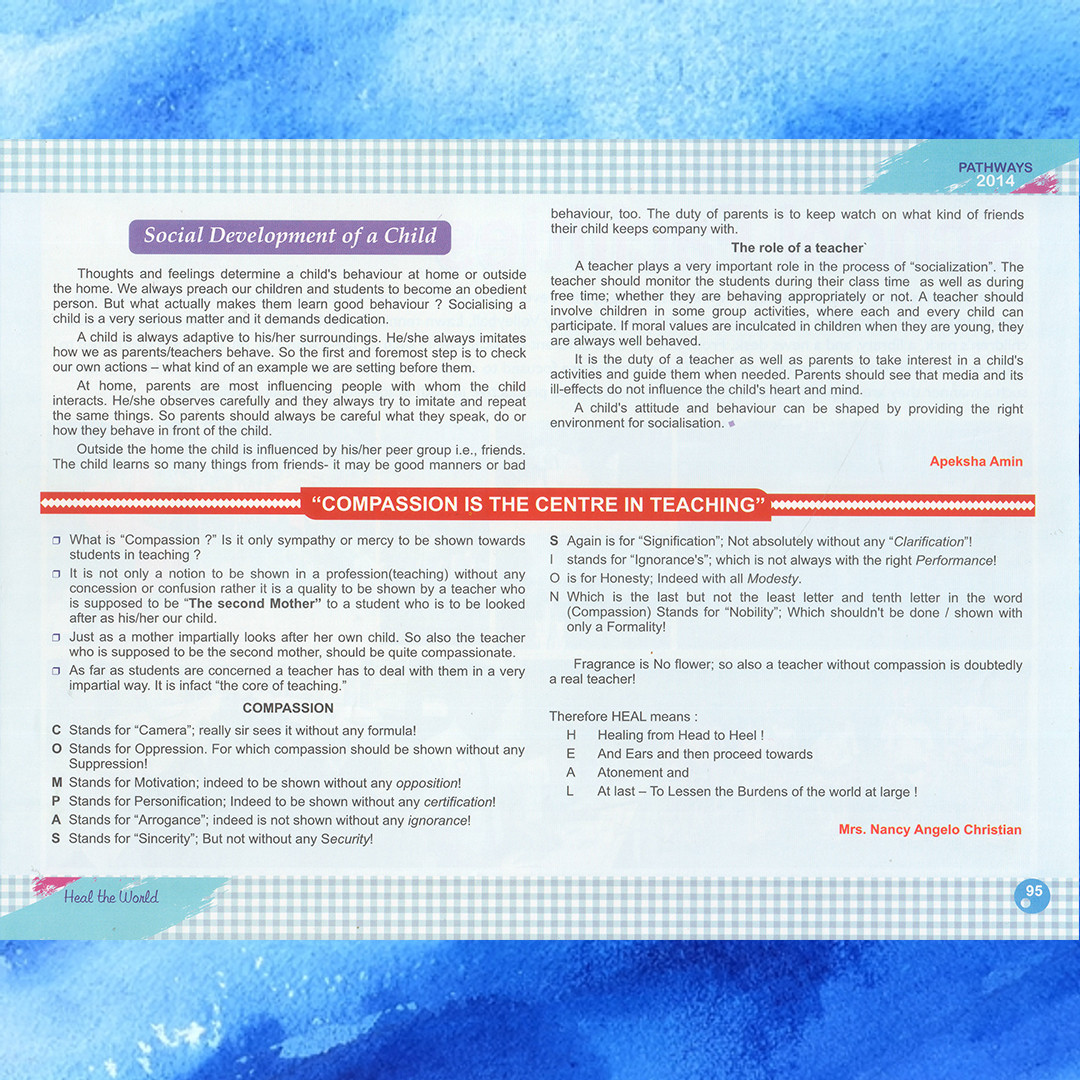 PATHWAYS
2014
Social Development of a Child
Thoughts and feelings determine a child's behaviour at home or outside
the home. We always preach our children and students to become an obedient
person. But what actually makes them learn good behaviour ? Socialising a
child is a very serious matter and it demands dedication.
A child is always adaptive to his/her surroundings. He/she always imitates
how we as parents/teachers behave. So the first and foremost step is to check
our own actions – what kind of an example we are setting before them.
At home, parents are most influencing people with whom the child
interacts. He/she observes carefully and they always try to imitate and repeat
the same things. So parents should always be careful what they speak, do or
how they behave in front of the child.
Outside the home the child is influenced by his/her peer group i.e., friends.
The child learns so many things from friends- it may be good manners or bad
behaviour, too. The duty of parents is to keep watch on what kind of friends
their child keeps company with.
The role of a teacher`
A teacher plays a very important role in the process of “socialization”. The
teacher should monitor the students during their class time as well as during
free time; whether they are behaving appropriately or not. A teacher should
involve children in some group activities, where each and every child can
participate. If moral values are inculcated in children when they are young, they
are always well behaved.
It is the duty of a teacher as well as parents to take interest in a child's
activities and guide them when needed. Parents should see that media and its
ill-effects do not influence the child's heart and mind.
A child's attitude and behaviour can be shaped by providing the right
environment for socialisation.
Apeksha Amin
“COMPASSION IS THE CENTRE IN TEACHING”
❒ What is “Compassion ?” Is it only sympathy or mercy to be shown towards
students in teaching ?
❒ It is not only a notion to be shown in a profession(teaching) without any
concession or confusion rather it is a quality to be shown by a teacher who
is supposed to be “The second Mother” to a student who is to be looked
after as his/her our child.
❒ Just as a mother impartially looks after her own child. So also the teacher
who is supposed to be the second mother, should be quite compassionate.
❒ As far as students are concerned a teacher has to deal with them in a very
impartial way. It is infact “the core of teaching.”
COMPASSION
C Stands for “Camera”; really sir sees it without any formula!
O Stands for Oppression. For which compassion should be shown without any
Suppression!
M Stands for Motivation; indeed to be shown without any opposition!
P Stands for Personification; Indeed to be shown without any certification!
A Stands for “Arrogance”; indeed is not shown without any ignorance!
S Stands for “Sincerity”; But not without any Security!
S Again is for “Signification”; Not absolutely without any “Clarification”!
I stands for “Ignorance's”; which is not always with the right Performance!
O is for Honesty; Indeed with all Modesty.
N Which is the last but not the least letter and tenth letter in the word
(Compassion) Stands for “Nobility”; Which shouldn't be done / shown with
only a Formality!
Fragrance is No flower; so also a teacher without compassion is doubtedly
a real teacher!
Therefore HEAL means :
H Healing from Head to Heel !
E And Ears and then proceed towards
A Atonement and
L At last – To Lessen the Burdens of the world at large !
Mrs. Nancy Angelo Christian
Heal the World
95